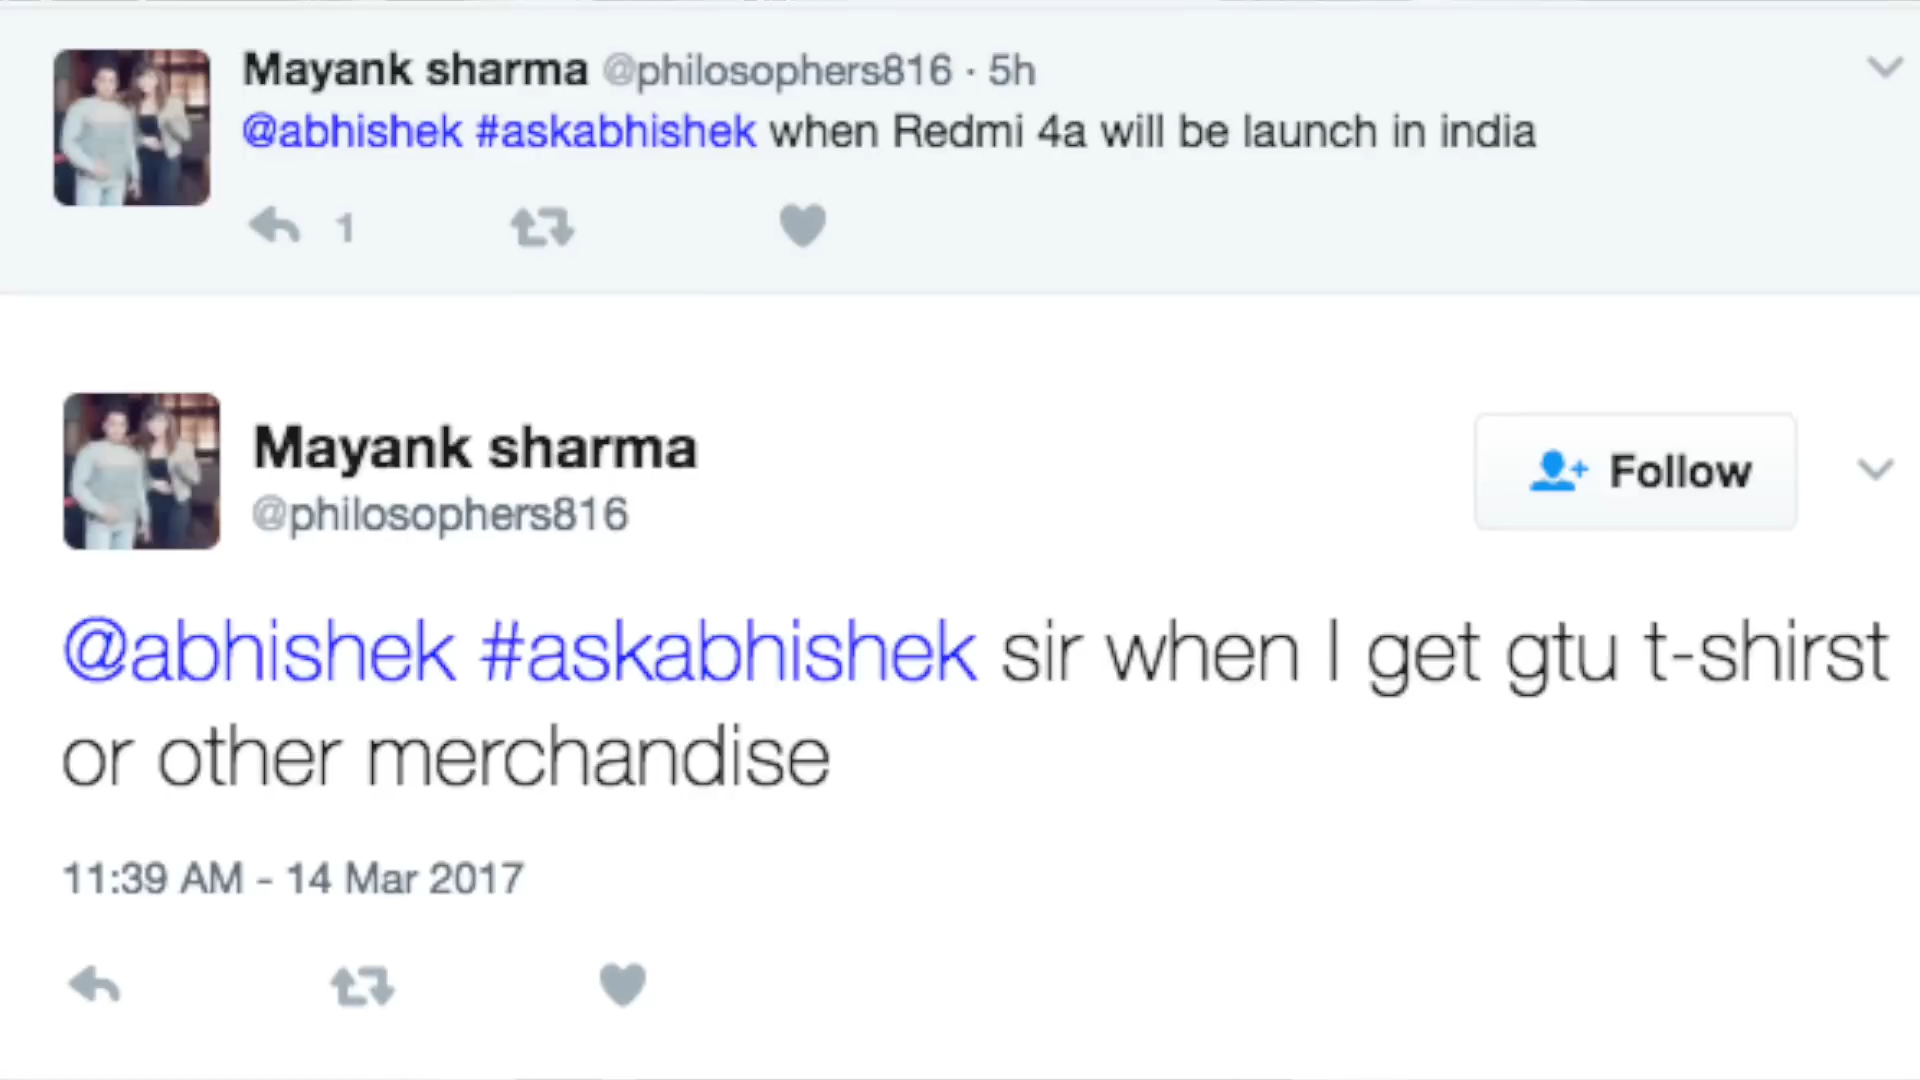 Mayank sharma @philosophers816 · 5h
@abhishek #askabhishek when Redmi 4a will be launch in india
1
Mayank sharma
Follow
@philosophers816
@abhishek #askabhishek sir when I get gtu t-shirst
or other merchandise
11:39 AM - 14 Mar 2017